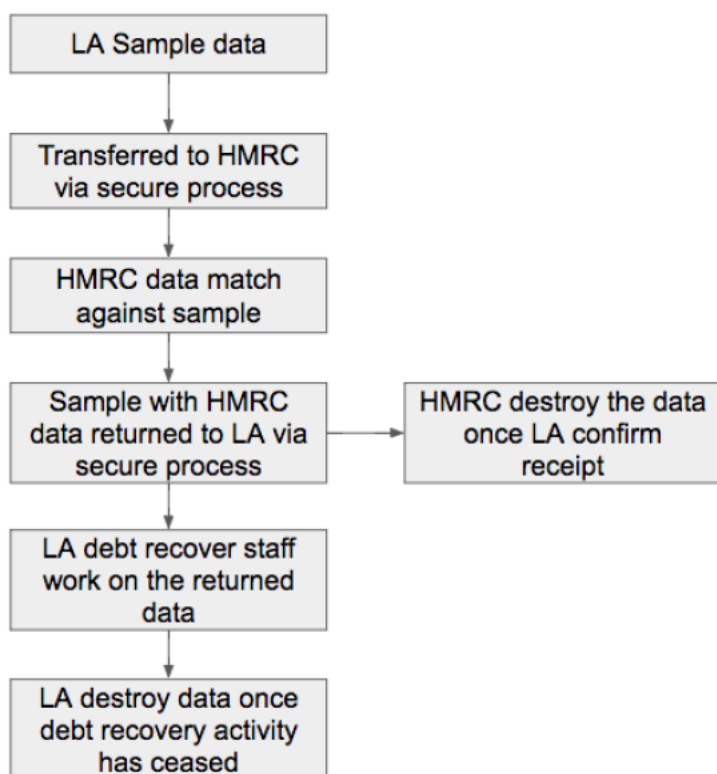 LA Sample data
Transferred to HMRC
via secure process
HMRC data match
against sample
Sample with HMRC
data returned to LA via
secure process
HMRC destroy the data
once LA confirm
receipt
LA debt recover staff
work on the returned
data
LA destroy data once
debt recovery activity
has ceased